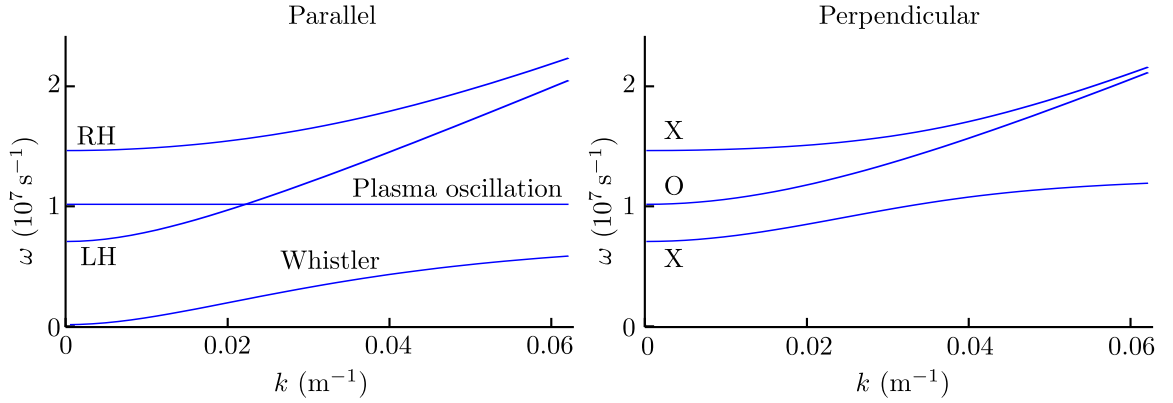 Parallel
2
RH
Plasma oscillation
1
LH
Whistler
0
0 0.02 0.04 0.06
k (m⁻¹)
ω (10⁷ s⁻¹)
Perpendicular
2
X
O
1
X
0
0 0.02 0.04 0.06
k (m⁻¹)
ω (10⁷ s⁻¹)